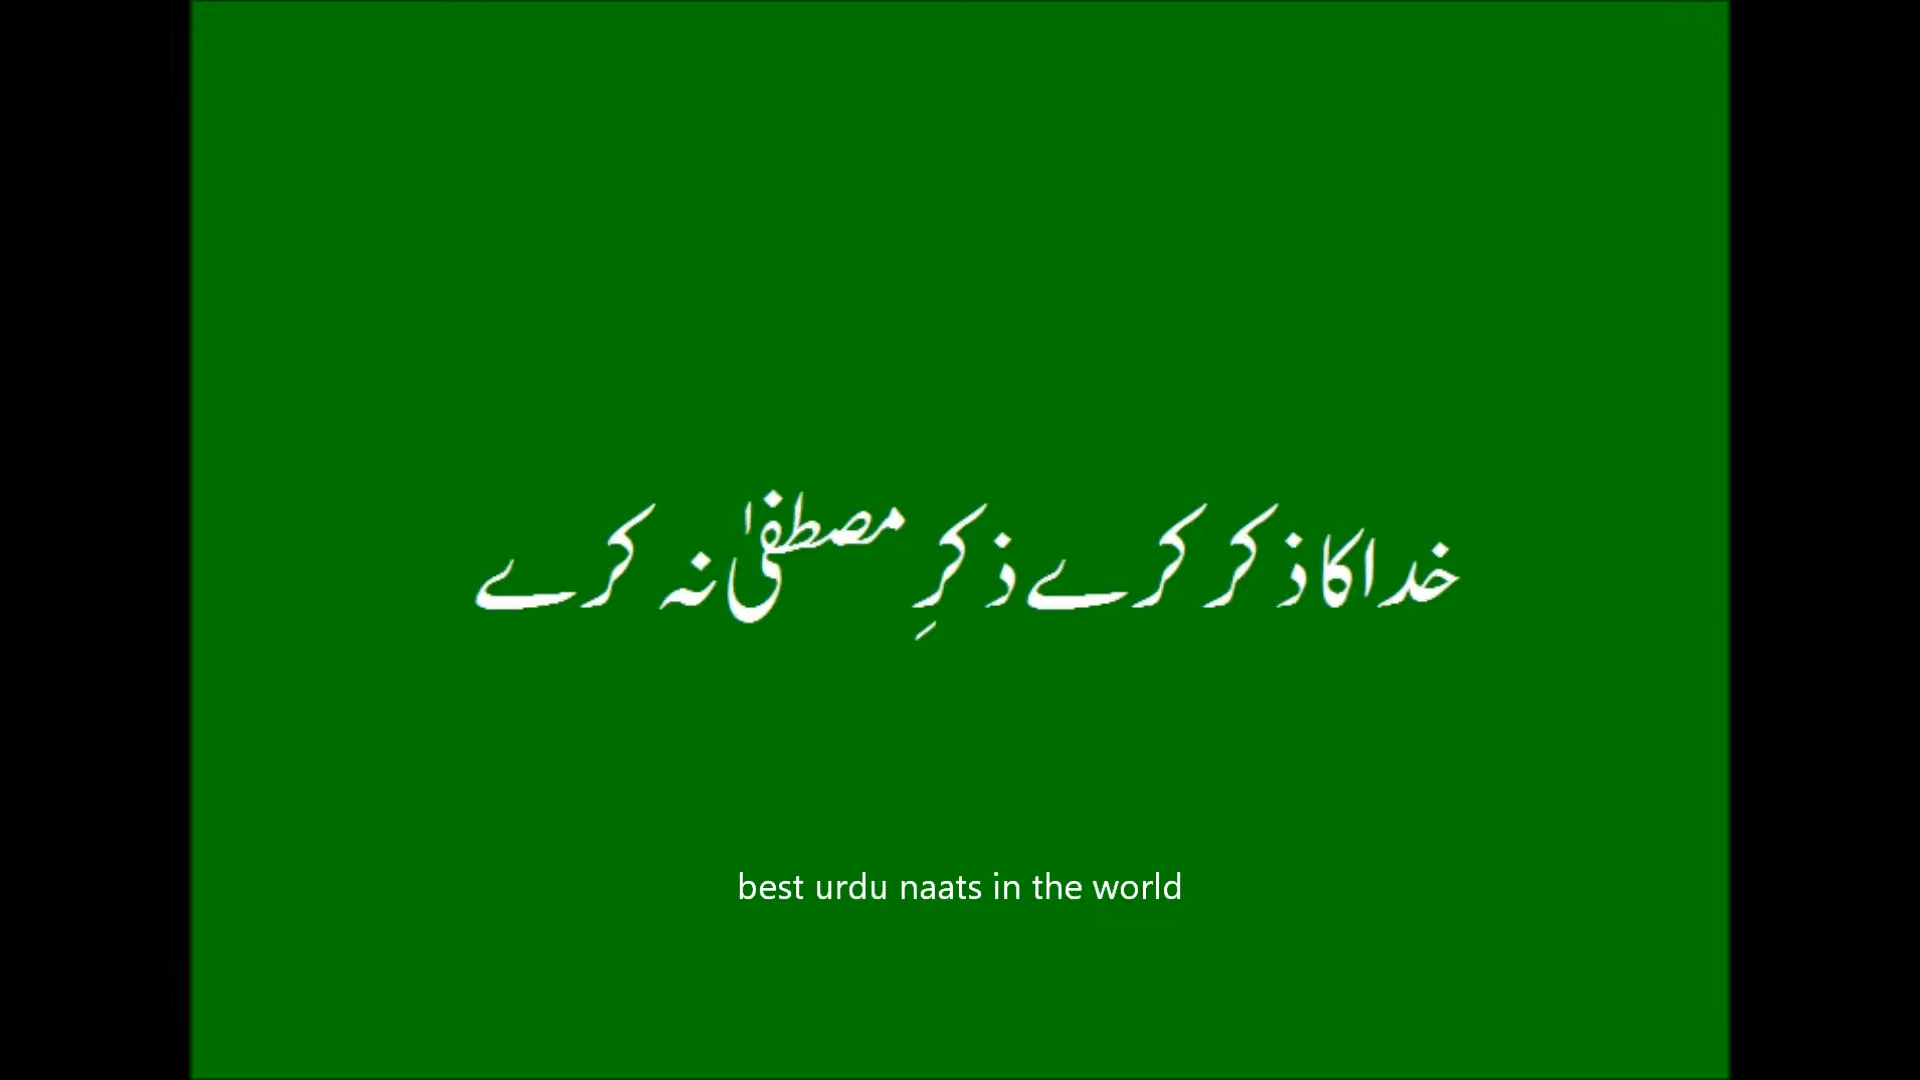 خدا کا ذکر کرے ذکرِ مصطفیٰ نہ کرے
best urdu naats in the world